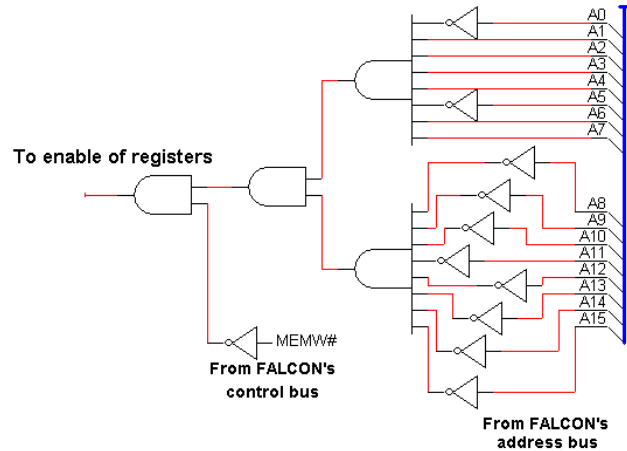 A0
A1
A2
A3
A4
A5
A6
A7
To enable of registers
A8
A9
A10
A11
A12
A13
A14
A15
MEMW#
From FALCON's
control bus
From FALCON's
address bus